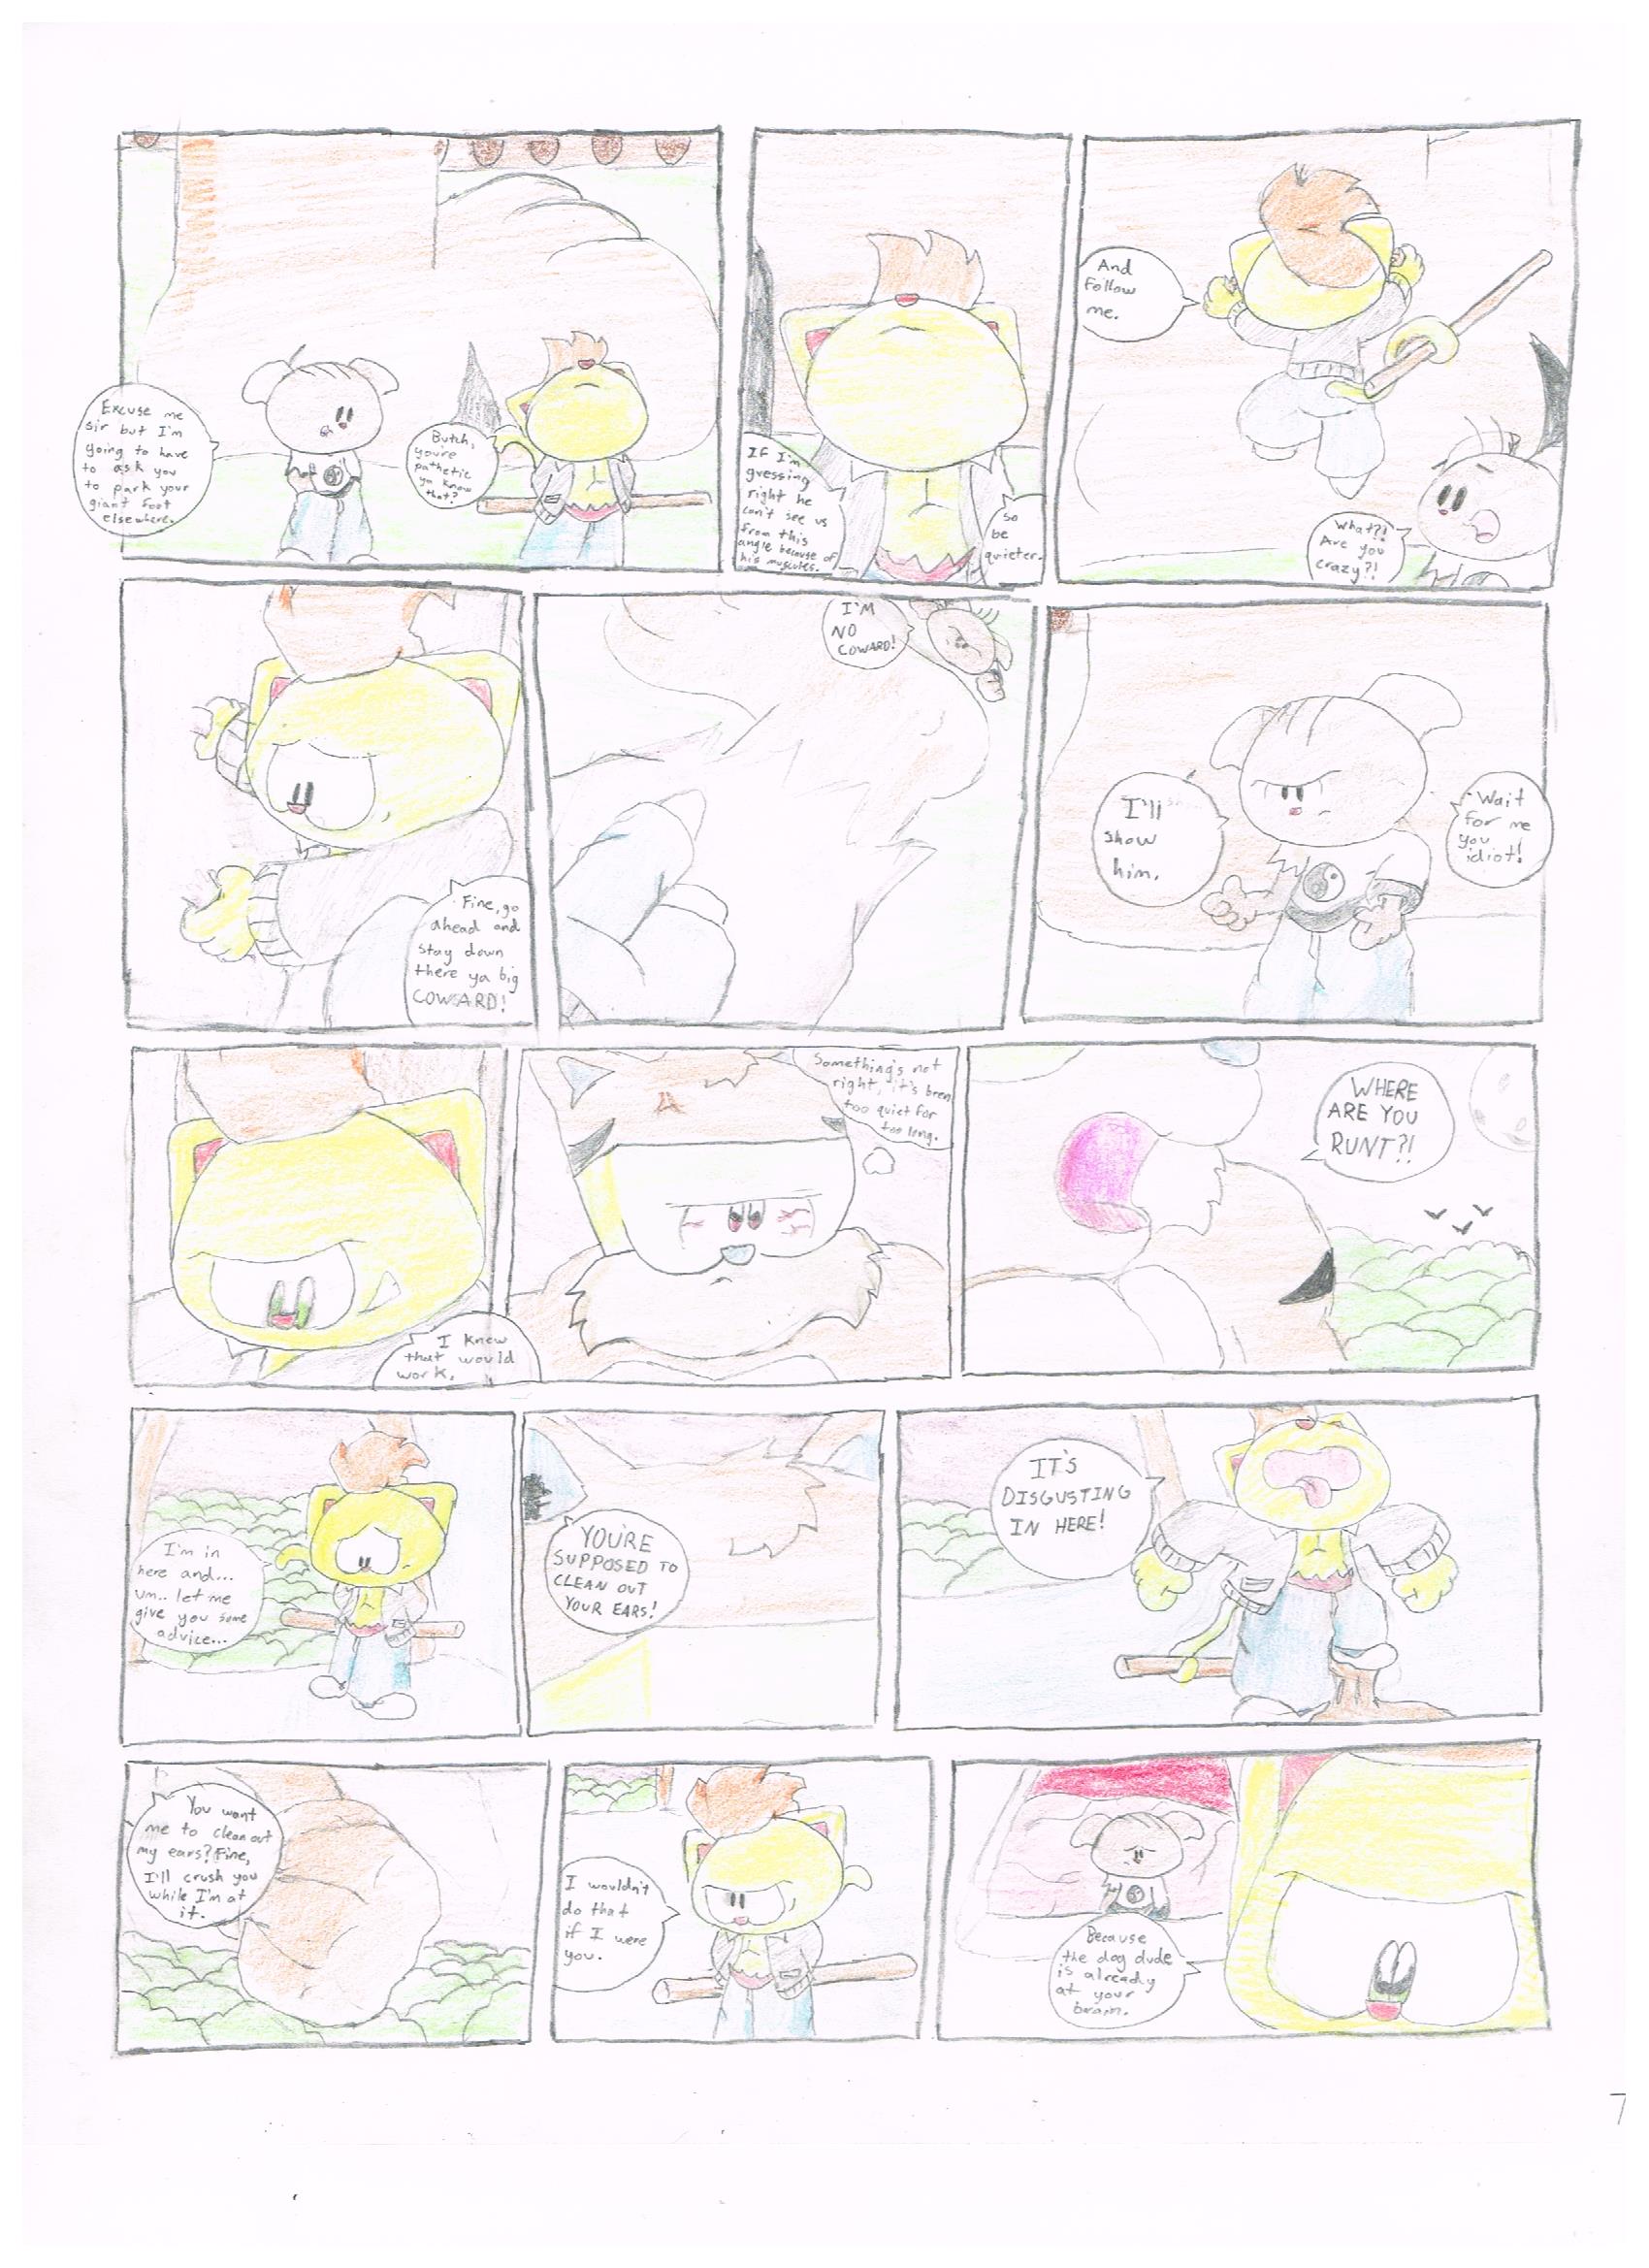 Excuse me
sir but I'm
going to have
to ask you
to park your
giant foot
elsewhere.
Butch,
you're
pathetic
ya know
that?
If I'm
guessing
right he
can't see us
from this
angle because of
his muscules.
So
be
quieter.
And
follow
me.
What?!
Are you
crazy?!
Fine, go
ahead and
stay down
there ya big
COWARD!
I'M
NO
COWARD!
I'll
show
him.
Wait
for me
you
idiot!
I knew
that would
work.
Something's not
right, it's been
too quiet for
too long.
WHERE
ARE YOU
RUNT?!
I'm in
here and...
um.. let me
give you some
advice...
YOU'RE
SUPPOSED TO
CLEAN OUT
YOUR EARS!
IT'S
DISGUSTING
IN HERE!
You want
me to clean out
my ears? Fine,
I'll crush you
while I'm at
it.
I wouldn't
do that
if I were
you.
Because
the dog dude
is already
at your
brain.
7